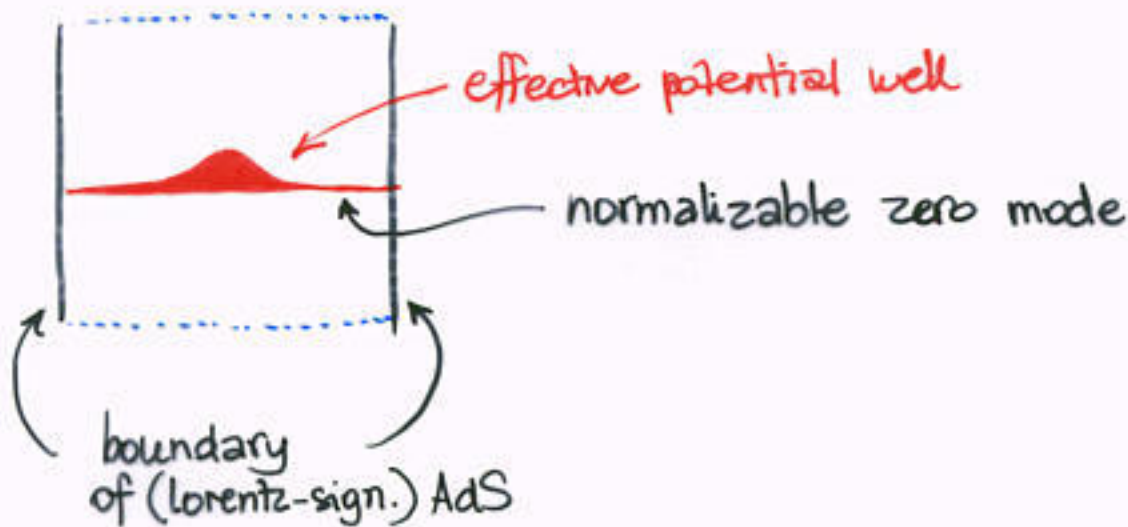 effective potential well
normalizable zero mode
boundary
of (lorentz-sign.) AdS